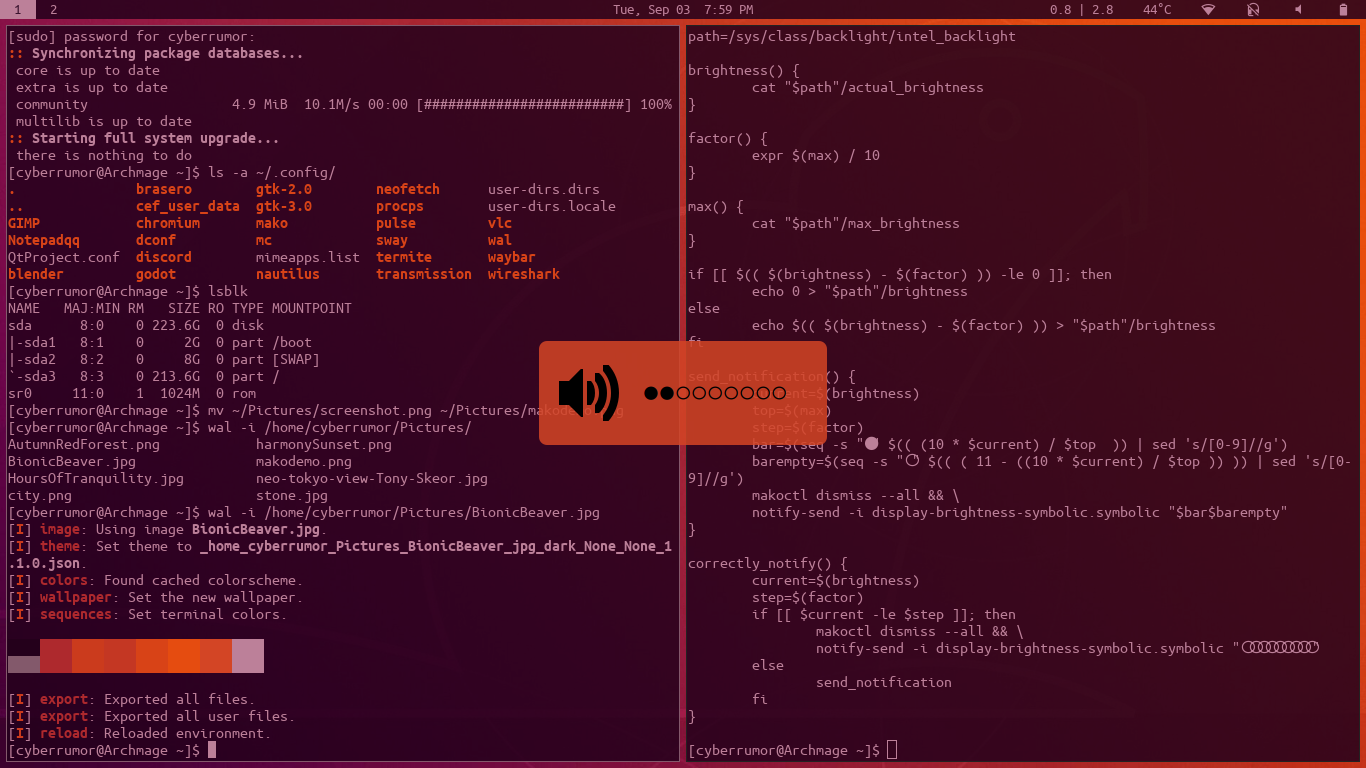 1 2 Tue, Sep 03 7:59 PM 0.8 | 2.8 44°C
[sudo] password for cyberrumor:
:: Synchronizing package databases...
 core is up to date
 extra is up to date
 community 4.9 MiB 10.1M/s 00:00 [#########################] 100%
 multilib is up to date
:: Starting full system upgrade...
 there is nothing to do
[cyberrumor@Archmage ~]$ ls -a ~/.config/
. brasero gtk-2.0 neofetch user-dirs.dirs
.. cef_user_data gtk-3.0 procps user-dirs.locale
GIMP chromium mako pulse vlc
Notepadqq dconf mc sway wal
QtProject.conf discord mimeapps.list termite waybar
blender godot nautilus transmission wireshark
[cyberrumor@Archmage ~]$ lsblk
NAME MAJ:MIN RM SIZE RO TYPE MOUNTPOINT
sda 8:0 0 223.6G 0 disk
|-sda1 8:1 0 2G 0 part /boot
|-sda2 8:2 0 8G 0 part [SWAP]
`-sda3 8:3 0 213.6G 0 part /
sr0 11:0 1 1024M 0 rom
[cyberrumor@Archmage ~]$ mv ~/Pictures/screenshot.png ~/Pictures/makodemo.png
[cyberrumor@Archmage ~]$ wal -i /home/cyberrumor/Pictures/
AutumnRedForest.png harmonySunset.png
BionicBeaver.jpg makodemo.png
HoursOfTranquility.jpg neo-tokyo-view-Tony-Skeor.jpg
city.png stone.jpg
[cyberrumor@Archmage ~]$ wal -i /home/cyberrumor/Pictures/BionicBeaver.jpg
[I] image: Using image BionicBeaver.jpg.
[I] theme: Set theme to _home_cyberrumor_Pictures_BionicBeaver_jpg_dark_None_None_1
.1.0.json.
[I] colors: Found cached colorscheme.
[I] wallpaper: Set the new wallpaper.
[I] sequences: Set terminal colors.
[I] export: Exported all files.
[I] export: Exported all user files.
[I] reload: Reloaded environment.
[cyberrumor@Archmage ~]$
path=/sys/class/backlight/intel_backlight
brightness() {
cat "$path"/actual_brightness
}
factor() {
expr $(max) / 10
}
max() {
cat "$path"/max_brightness
}
if [[ $(( $(brightness) - $(factor) )) -le 0 ]]; then
echo 0 > "$path"/brightness
else
echo $(( $(brightness) - $(factor) )) > "$path"/brightness
fi
send_notification() {
current=$(brightness)
top=$(max)
step=$(factor)
bar=$(seq -s "● $(( (10 * $current) / $top  )) | sed 's/[0-9]//g')
barempty=$(seq -s "○ $(( ( 11 - ((10 * $current) / $top )) )) | sed 's/[0-
9]//g')
makoctl dismiss --all && \
notify-send -i display-brightness-symbolic.symbolic "$bar$barempty"
}
correctly_notify() {
current=$(brightness)
step=$(factor)
if [[ $current -le $step ]]; then
makoctl dismiss --all && \
notify-send -i display-brightness-symbolic.symbolic "○○○○○○○○○"
else
send_notification
fi
}
[cyberrumor@Archmage ~]$
●●○○○○○○○